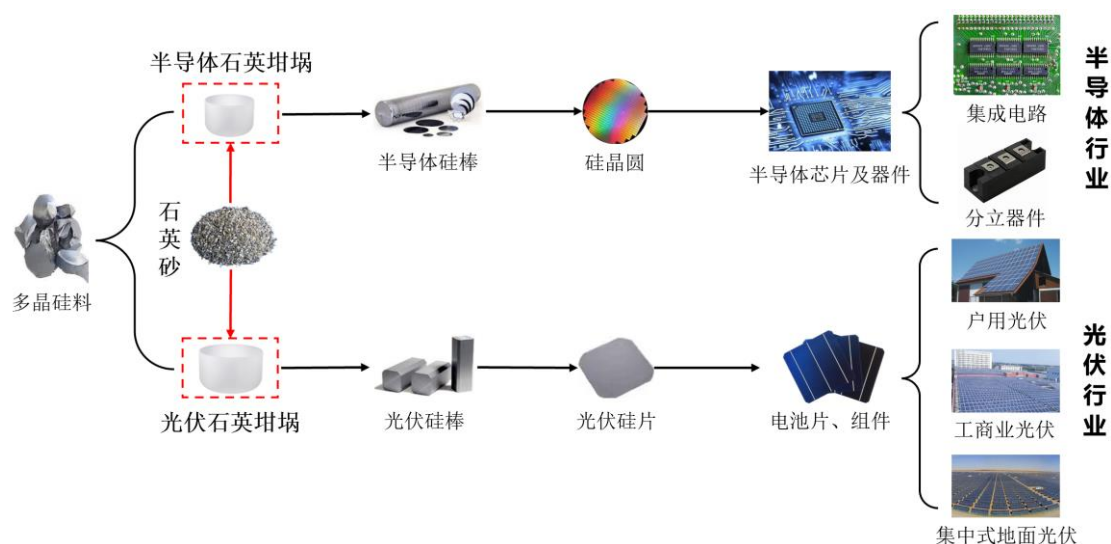 半导体石英坩埚
半导体硅棒
硅晶圆
半导体芯片及器件
集成电路
分立器件
半导体行业
多晶硅料
石英砂
光伏石英坩埚
光伏硅棒
光伏硅片
电池片、组件
户用光伏
工商业光伏
集中式地面光伏
光伏行业